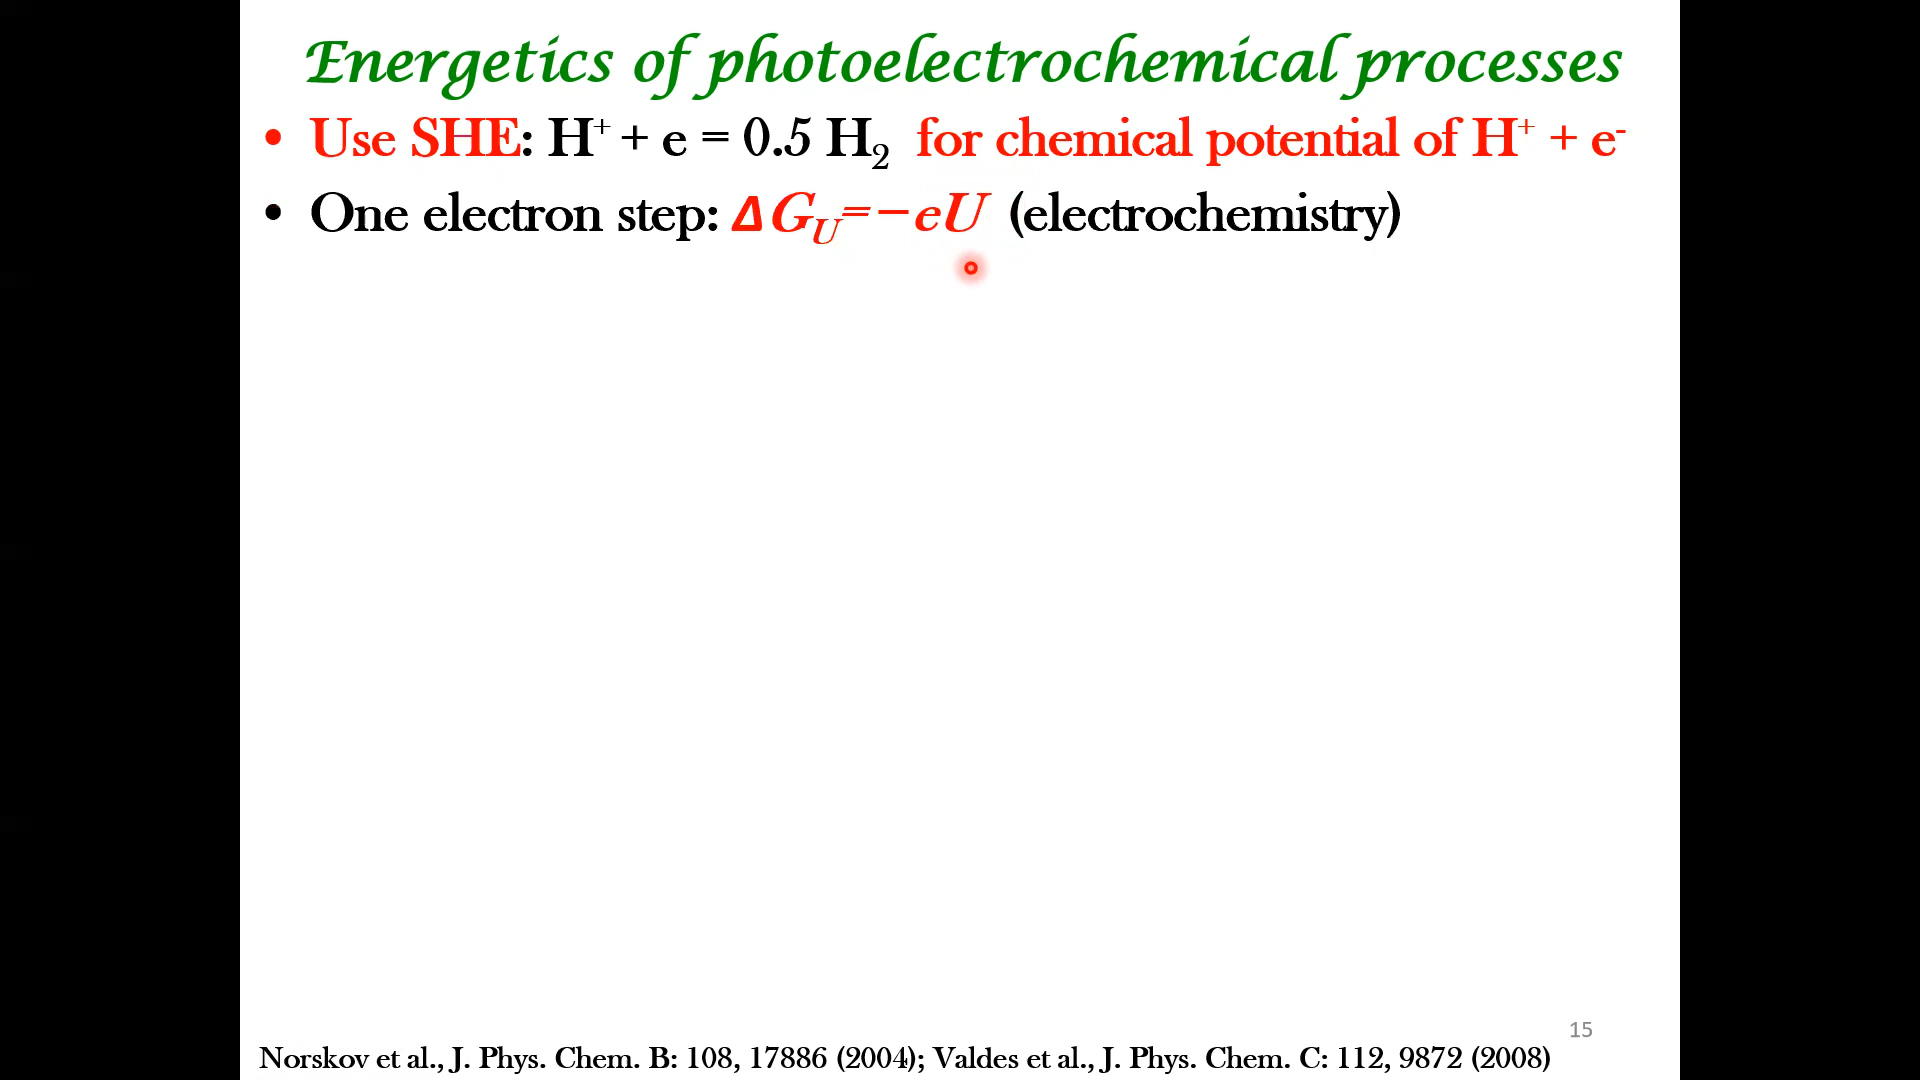 Energetics of photoelectrochemical processes
• Use SHE: H⁺ + e = 0.5 H₂ for chemical potential of H⁺ + e⁻
• One electron step: ΔG_U=−eU (electrochemistry)
15
Norskov et al., J. Phys. Chem. B: 108, 17886 (2004); Valdes et al., J. Phys. Chem. C: 112, 9872 (2008)